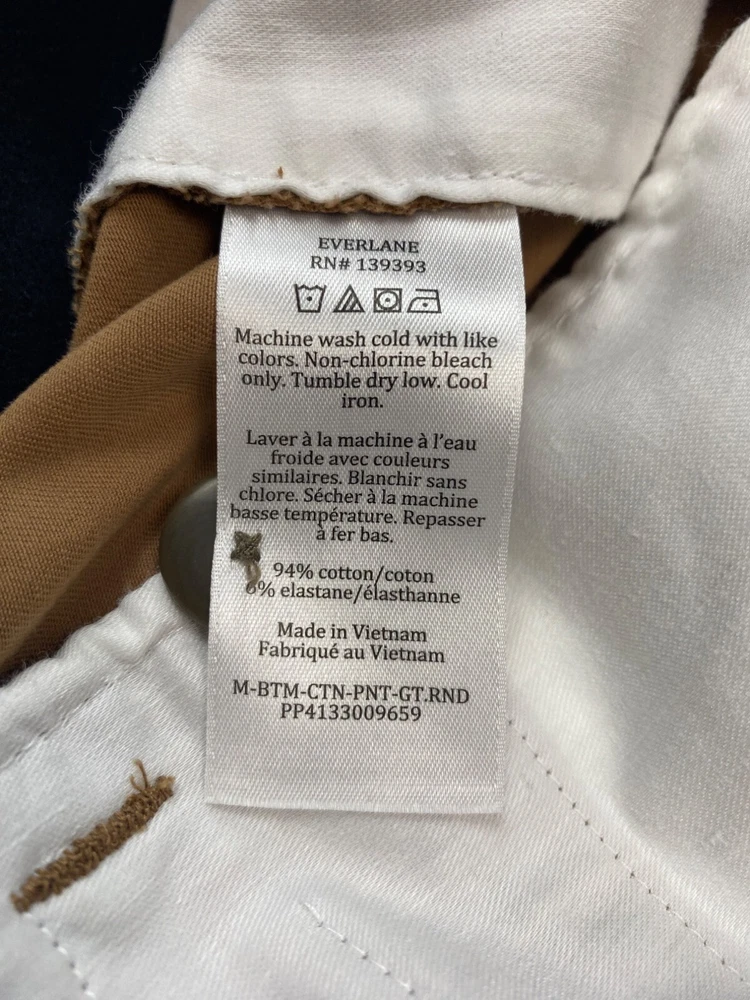 EVERLANE
RN# 139393
Machine wash cold with like
colors. Non-chlorine bleach
only. Tumble dry low. Cool
iron.
Laver à la machine à l'eau
froide avec couleurs
similaires. Blanchir sans
chlore. Sécher à la machine
basse température. Repasser
à fer bas.
94% cotton/coton
6% elastane/élasthanne
Made in Vietnam
Fabriqué au Vietnam
M-BTM-CTN-PNT-GT.RND
PP4133009659